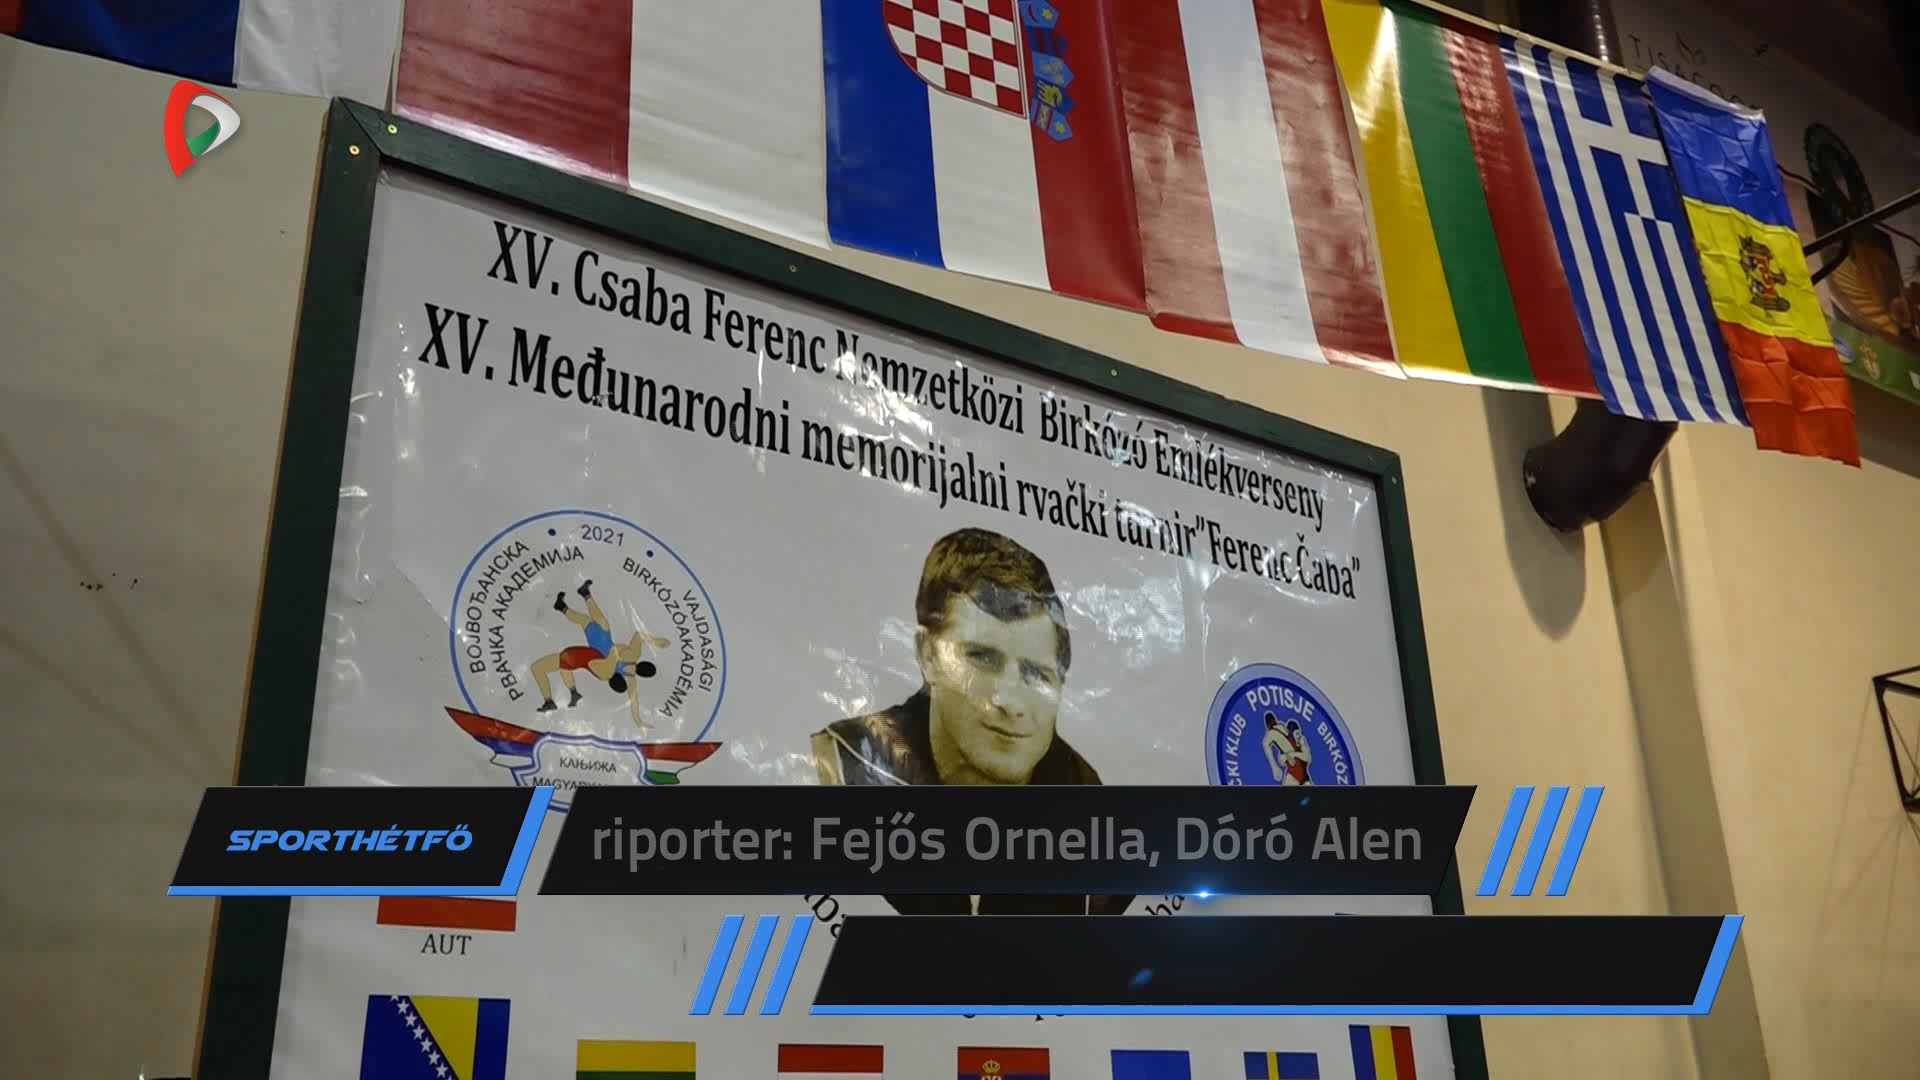 XV. Csaba Ferenc Nemzetközi Birkózó Emlékverseny
XV. Međunarodni memorijalni rvački turnir"Ferenc Čaba"
2021
ВОЈВОЂАНСКА
РВАЧКА АКАДЕМИЈА
VAJDASÁGI
BIRKÓZÓAKADÉMIA
КАЊИЖА
POTISJE
KLUB
SPORTHÉTFŐ
riporter: Fejős Ornella, Dóró Alen
AUT